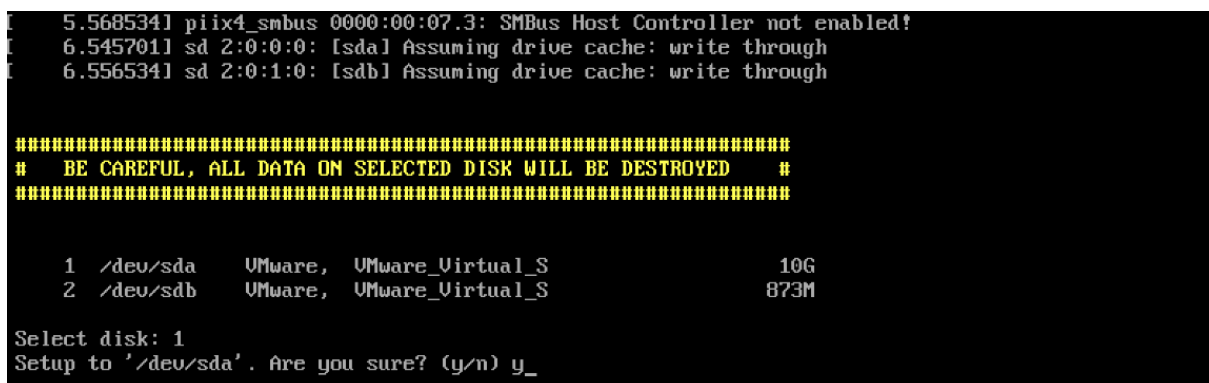 [    5.568534] piix4_smbus 0000:00:07.3: SMBus Host Controller not enabled!
[    6.545701] sd 2:0:0:0: [sda] Assuming drive cache: write through
[    6.556534] sd 2:0:1:0: [sdb] Assuming drive cache: write through
################################################################
#   BE CAREFUL, ALL DATA ON SELECTED DISK WILL BE DESTROYED    #
################################################################
1  /dev/sda    VMware,  VMware_Virtual_S                   10G
2  /dev/sdb    VMware,  VMware_Virtual_S                  873M
Select disk: 1
Setup to '/dev/sda'. Are you sure? (y/n) y_